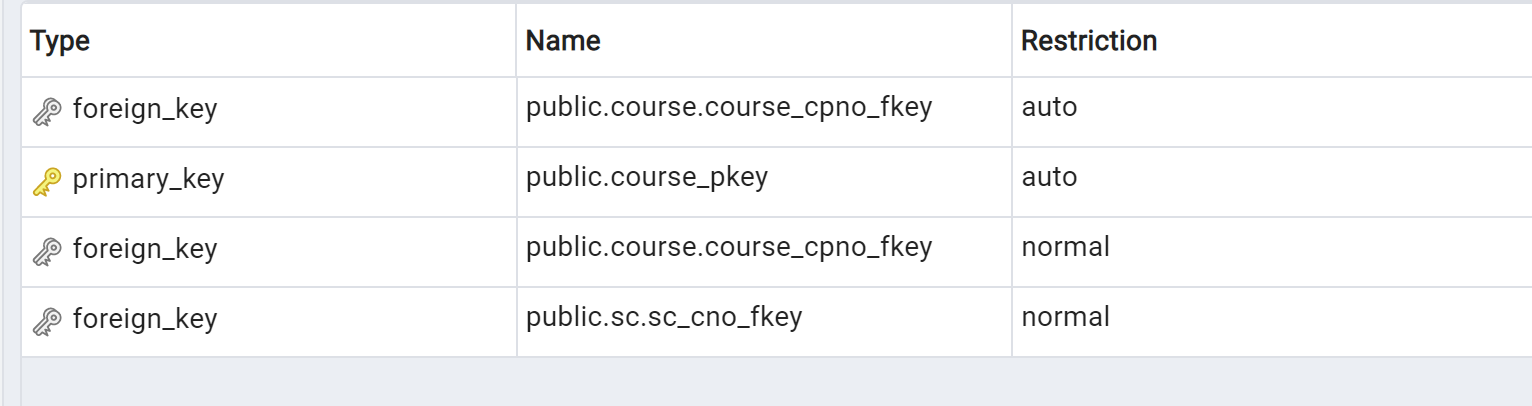 Type Name Restriction
foreign_key public.course.course_cpno_fkey auto
primary_key public.course_pkey auto
foreign_key public.course.course_cpno_fkey normal
foreign_key public.sc.sc_cno_fkey normal